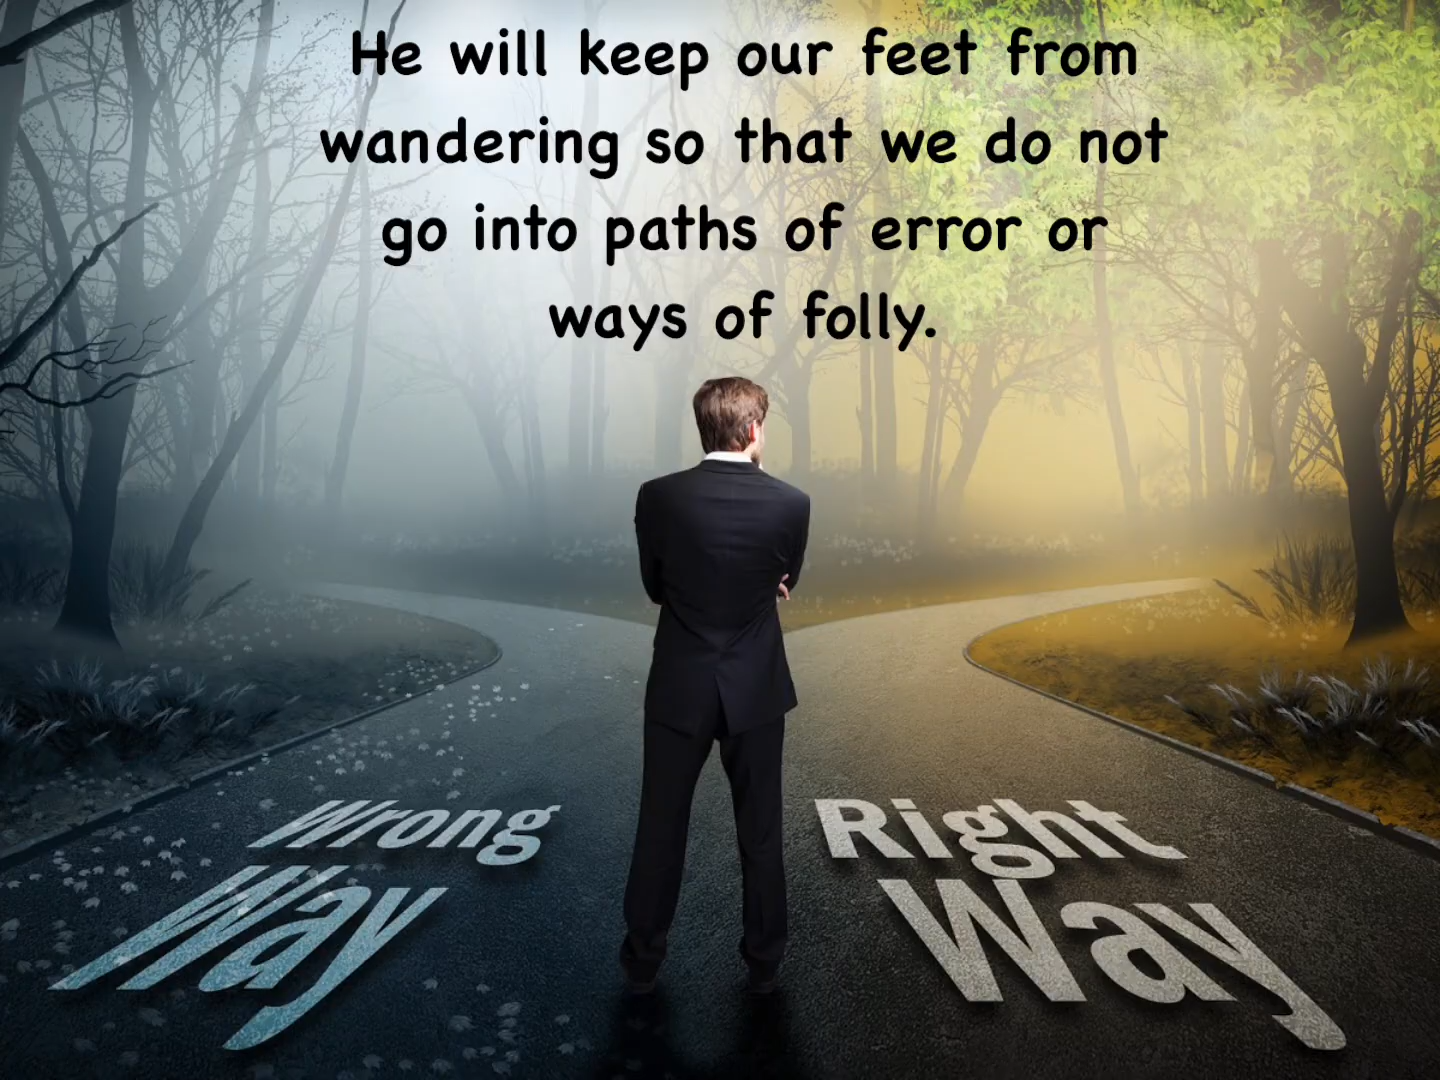 He will keep our feet from
wandering so that we do not
go into paths of error or
ways of folly.
Wrong
Way
Right
Way